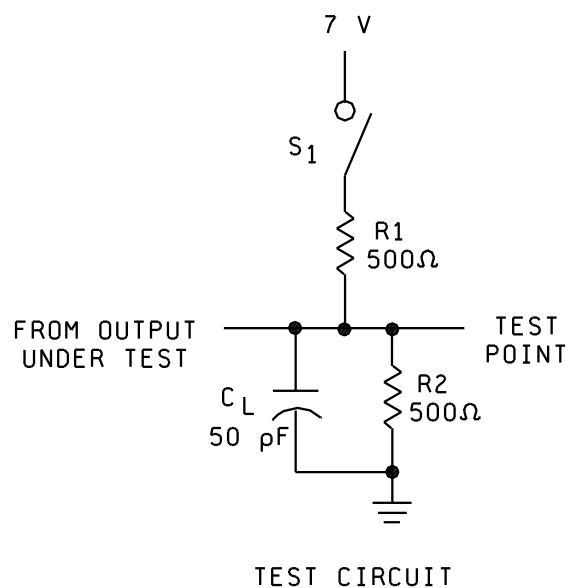 7 V
S1
R1
500Ω
FROM OUTPUT
UNDER TEST
TEST
POINT
CL
50 pF
R2
500Ω
TEST CIRCUIT